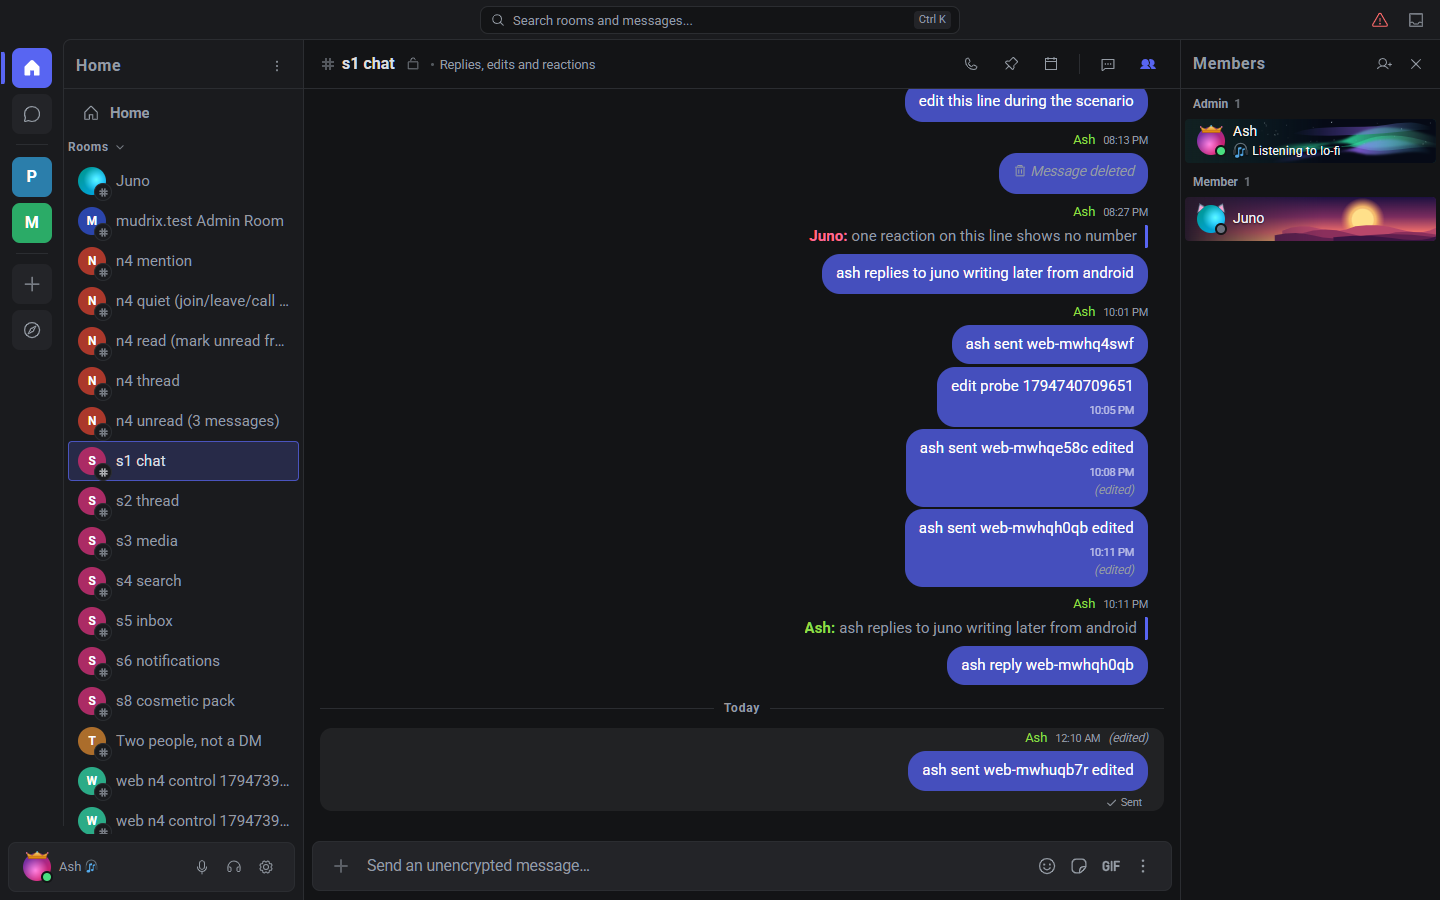 Search rooms and messages...
Ctrl K
Home
s1 chat
Replies, edits and reactions
Members
P
M
Home
Rooms
Juno
M
mudrix.test Admin Room
N
n4 mention
N
n4 quiet (join/leave/call ...
N
n4 read (mark unread fr...
N
n4 thread
N
n4 unread (3 messages)
S
s1 chat
S
s2 thread
S
s3 media
S
s4 search
S
s5 inbox
S
s6 notifications
S
s8 cosmetic pack
T
Two people, not a DM
W
web n4 control 1794739...
W
web n4 control 1794739...
Ash
edit this line during the scenario
Ash 08:13 PM
Message deleted
Ash 08:27 PM
Juno: one reaction on this line shows no number
ash replies to juno writing later from android
Ash 10:01 PM
ash sent web-mwhq4swf
edit probe 1794740709651
10:05 PM
ash sent web-mwhqe58c edited
10:08 PM
(edited)
ash sent web-mwhqh0qb edited
10:11 PM
(edited)
Ash 10:11 PM
Ash: ash replies to juno writing later from android
ash reply web-mwhqh0qb
Today
Ash 12:10 AM (edited)
ash sent web-mwhuqb7r edited
Sent
Send an unencrypted message...
GIF
Admin 1
Ash
Listening to lo-fi
Member 1
Juno